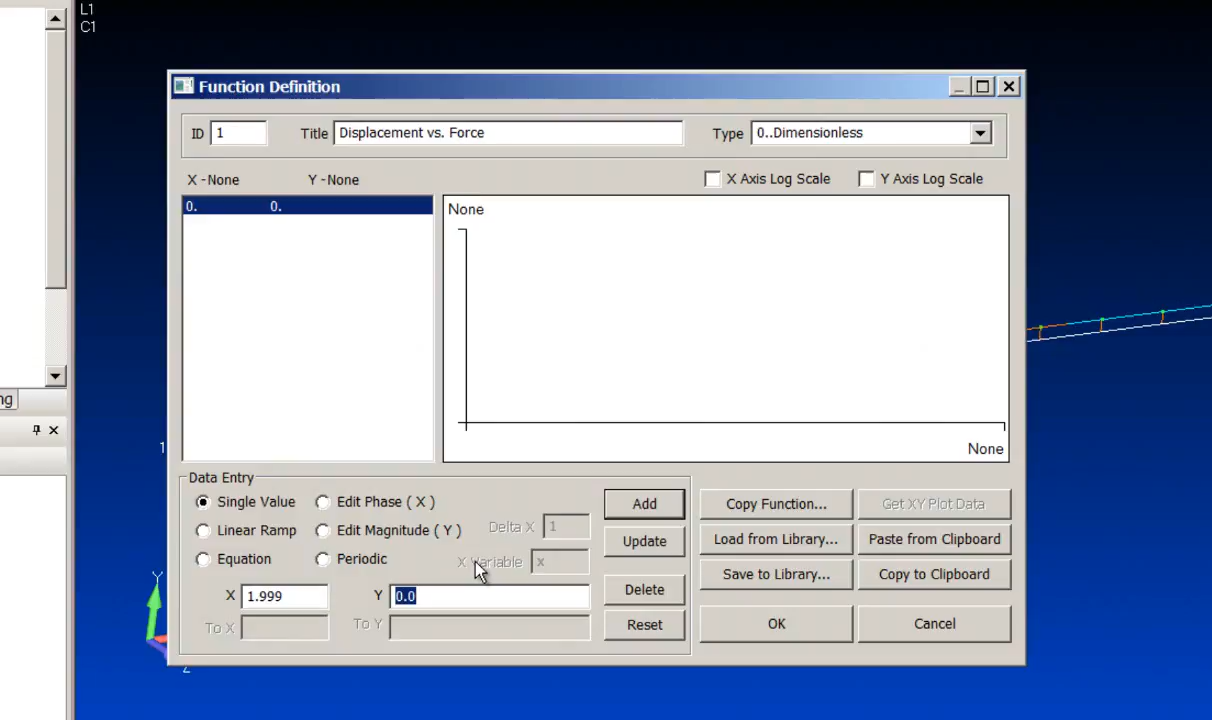 L1
C1
Function Definition
ID 1 Title Displacement vs. Force Type 0..Dimensionless
X -None Y -None X Axis Log Scale Y Axis Log Scale
0. 0.
None
None
ng
1
Data Entry
Single Value Edit Phase ( X )
Linear Ramp Edit Magnitude ( Y ) Delta X 1
Equation Periodic X Variable x
X 1.999 Y 0.0
To X To Y
Add
Update
Delete
Reset
Copy Function... Get XY Plot Data
Load from Library... Paste from Clipboard
Save to Library... Copy to Clipboard
OK Cancel
Y
Z